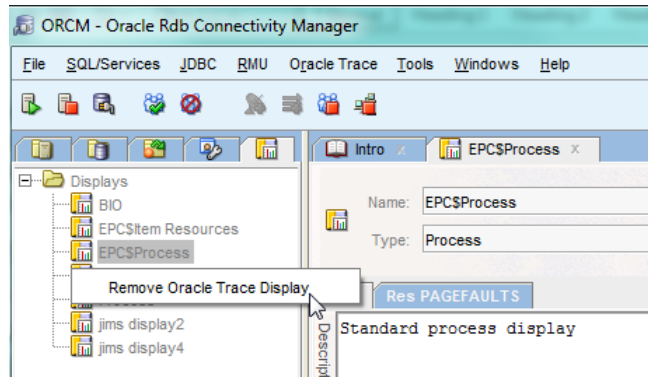 ORCM - Oracle Rdb Connectivity Manager
File SQL/Services JDBC RMU Oracle Trace Tools Windows Help
Intro x EPC$Process x
Displays
BIO
EPC$Item Resources
EPC$Process
Remove Oracle Trace Display
jims display2
jims display4
Name: EPC$Process
Type: Process
Res PAGEFAULTS
Standard process display